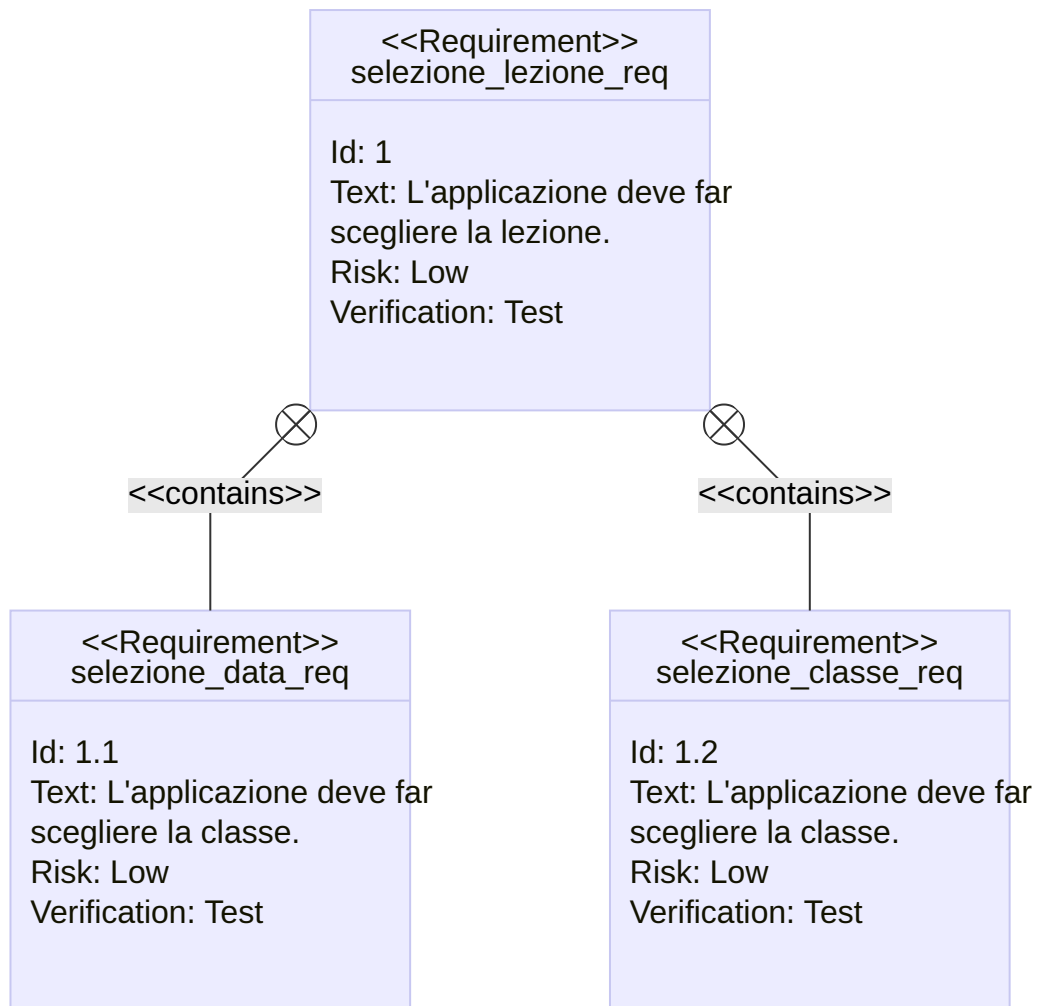 <<Requirement>>
selezione_lezione_req
Id: 1
Text: L'applicazione deve far
scegliere la lezione.
Risk: Low
Verification: Test
<<contains>>
<<contains>>
<<Requirement>>
selezione_data_req
Id: 1.1
Text: L'applicazione deve far
scegliere la classe.
Risk: Low
Verification: Test
<<Requirement>>
selezione_classe_req
Id: 1.2
Text: L'applicazione deve far
scegliere la classe.
Risk: Low
Verification: Test